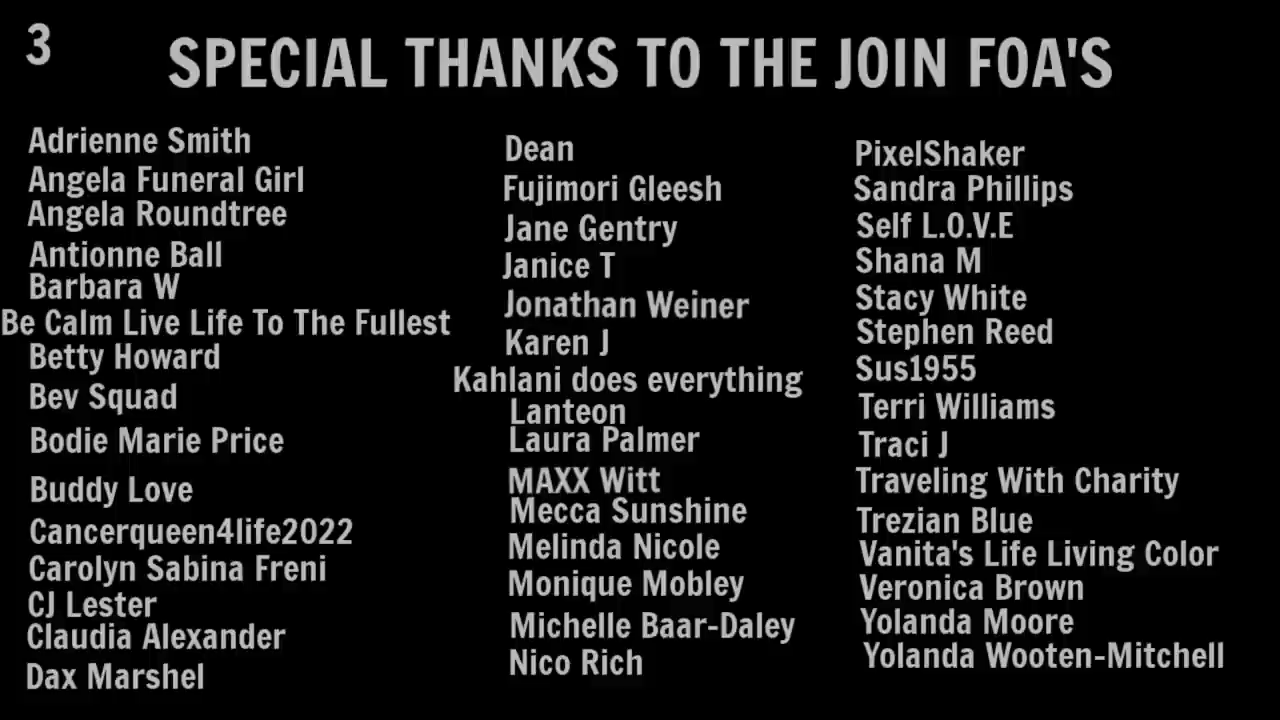 3
SPECIAL THANKS TO THE JOIN FOA'S
Adrienne Smith
Angela Funeral Girl
Angela Roundtree
Antionne Ball
Barbara W
Be Calm Live Life To The Fullest
Betty Howard
Bev Squad
Bodie Marie Price
Buddy Love
Cancerqueen4life2022
Carolyn Sabina Freni
CJ Lester
Claudia Alexander
Dax Marshel
Dean
Fujimori Gleesh
Jane Gentry
Janice T
Jonathan Weiner
Karen J
Kahlani does everything
Lanteon
Laura Palmer
MAXX Witt
Mecca Sunshine
Melinda Nicole
Monique Mobley
Michelle Baar-Daley
Nico Rich
PixelShaker
Sandra Phillips
Self L.O.V.E
Shana M
Stacy White
Stephen Reed
Sus1955
Terri Williams
Traci J
Traveling With Charity
Trezian Blue
Vanita's Life Living Color
Veronica Brown
Yolanda Moore
Yolanda Wooten-Mitchell